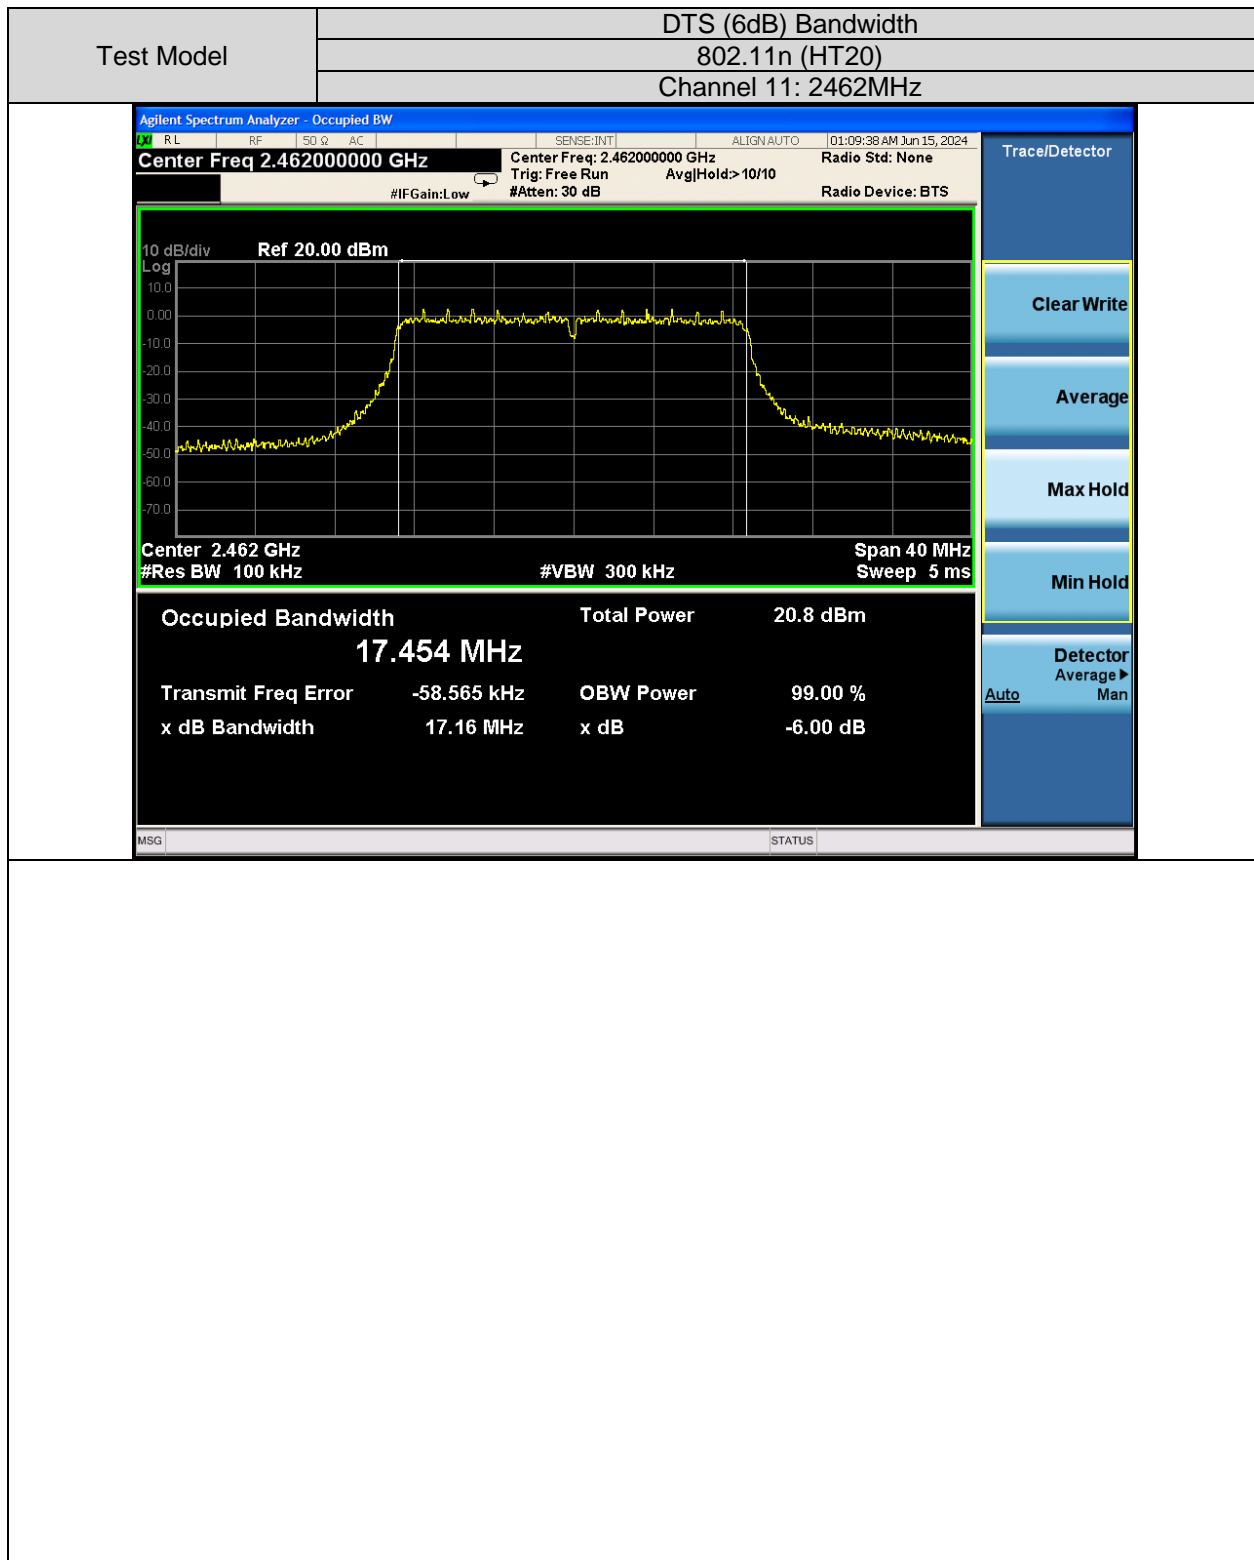 Test Model
DTS (6dB) Bandwidth
802.11n (HT20)
Channel 11: 2462MHz
Agilent Spectrum Analyzer - Occupied BW
LXI RL RF 50 Ω AC SENSE:INT ALIGN AUTO 01:09:38 AM Jun 15, 2024
Center Freq 2.462000000 GHz
Center Freq: 2.462000000 GHz Radio Std: None
Trig: Free Run Avg|Hold:> 10/10
#IFGain:Low #Atten: 30 dB Radio Device: BTS
Trace/Detector
10 dB/div Ref 20.00 dBm
Log
10.0
0.00
-10.0
-20.0
-30.0
-40.0
-50.0
-60.0
-70.0
Center 2.462 GHz Span 40 MHz
#Res BW 100 kHz #VBW 300 kHz Sweep 5 ms
Occupied Bandwidth Total Power 20.8 dBm
17.454 MHz
Transmit Freq Error -58.565 kHz OBW Power 99.00 %
x dB Bandwidth 17.16 MHz x dB -6.00 dB
Clear Write
Average
Max Hold
Min Hold
Detector
Average▶
Auto Man
MSG STATUS